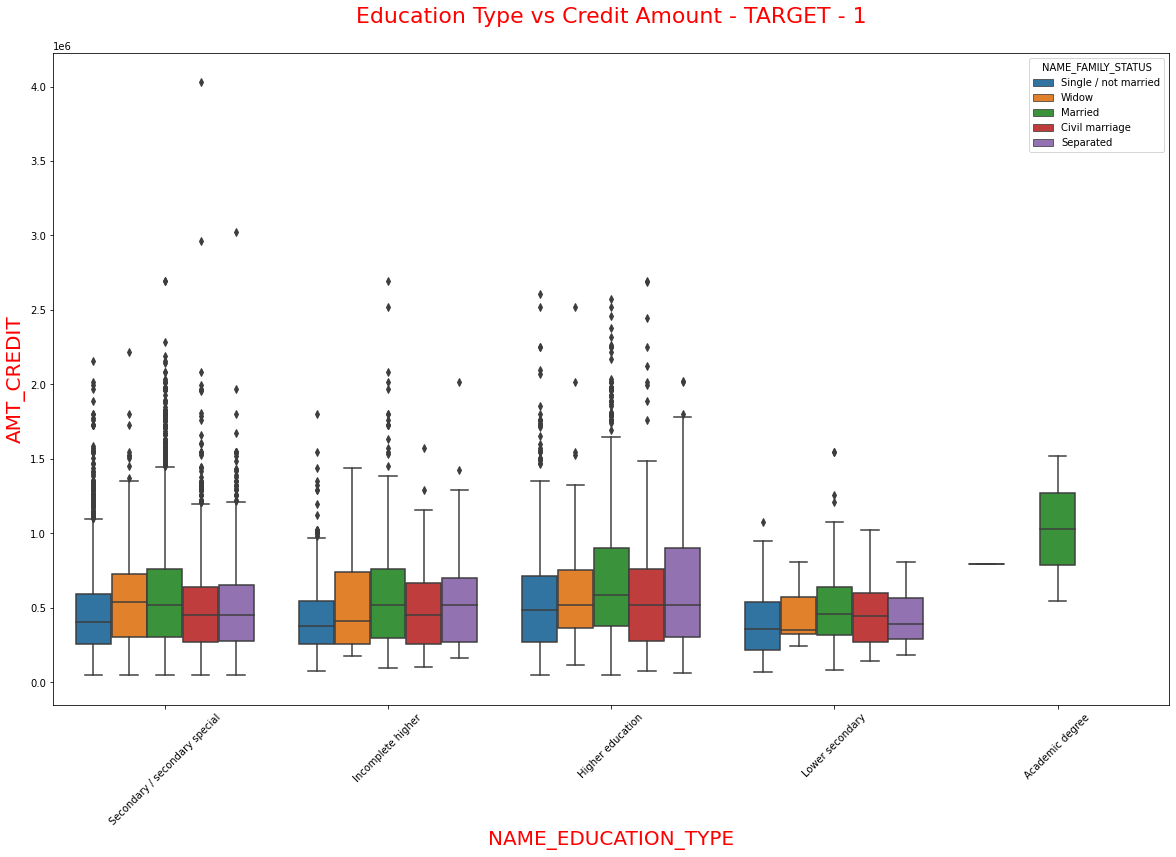 Education Type vs Credit Amount - TARGET - 1
1e6
NAME_FAMILY_STATUS
Single / not married
Widow
Married
Civil marriage
Separated
4.0
3.5
3.0
2.5
2.0
1.5
1.0
0.5
0.0
AMT_CREDIT
Secondary / secondary special
Incomplete higher
Higher education
Lower secondary
Academic degree
NAME_EDUCATION_TYPE